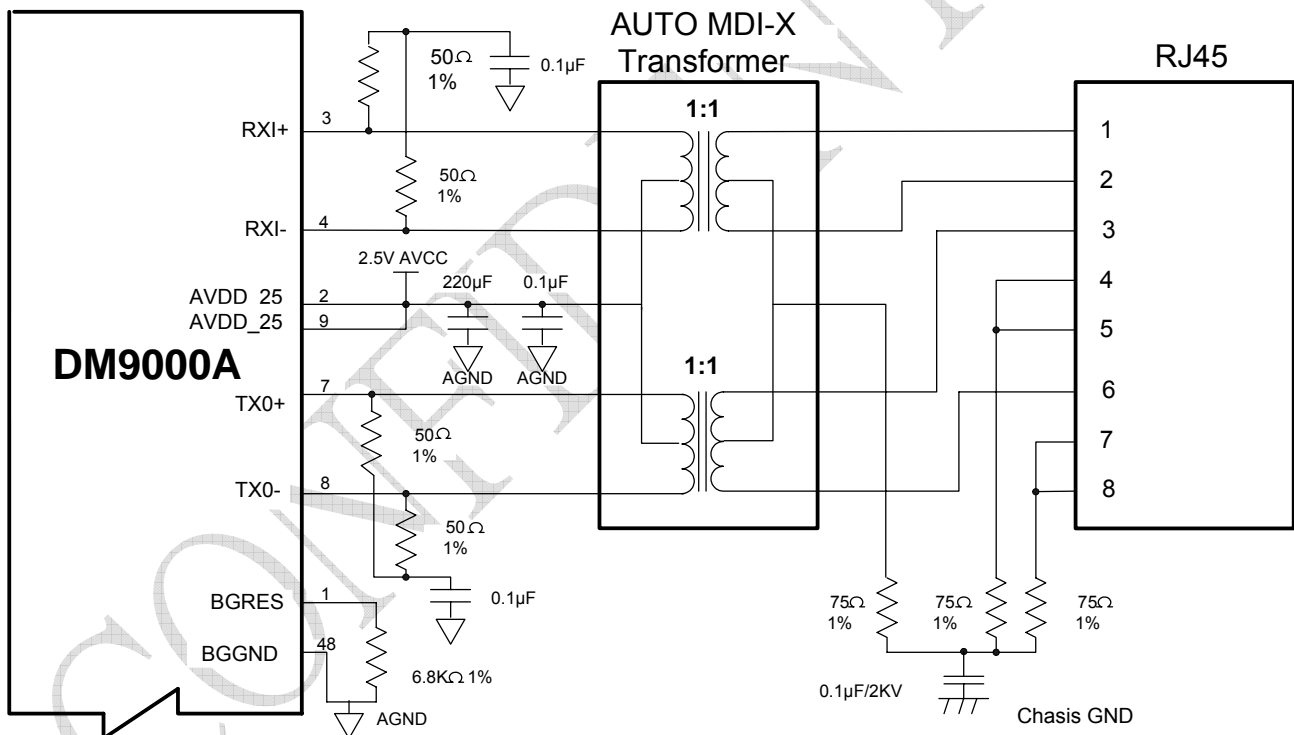 AUTO MDI-X
Transformer
RJ45
50Ω
1%
0.1µF
1:1
RXI+
3
1
50Ω
1%
2
RXI-
4
3
2.5V AVCC
4
AVDD_25
2
220µF
0.1µF
AVDD_25
9
5
DM9000A
AGND
AGND
1:1
7
6
TX0+
50Ω
1%
7
TX0-
8
8
50Ω
1%
BGRES
1
0.1µF
75Ω
1%
75Ω
1%
75Ω
1%
BGGND
48
6.8KΩ 1%
0.1µF/2KV
AGND
Chasis GND